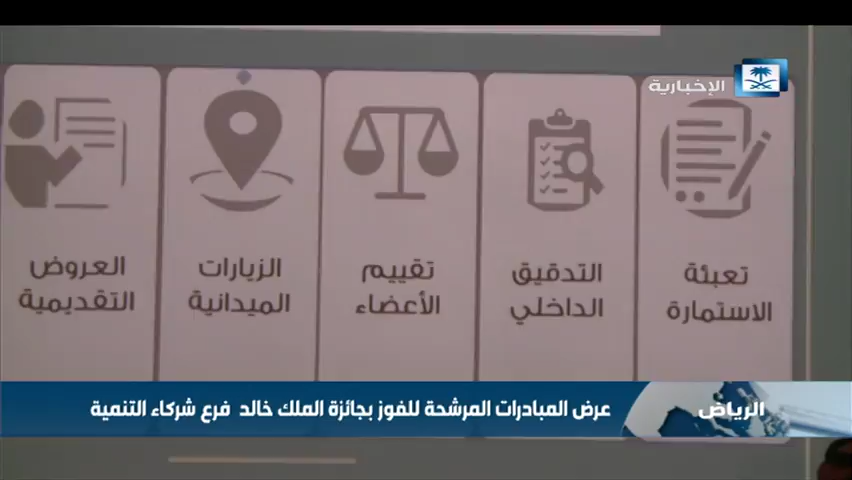 الإخبارية
تعبئة
الاستمارة
التدقيق
الداخلي
تقييم
الأعضاء
الزيارات
الميدانية
العروض
التقديمية
الرياض
عرض المبادرات المرشحة للفوز بجائزة الملك خالد فرع شركاء التنمية